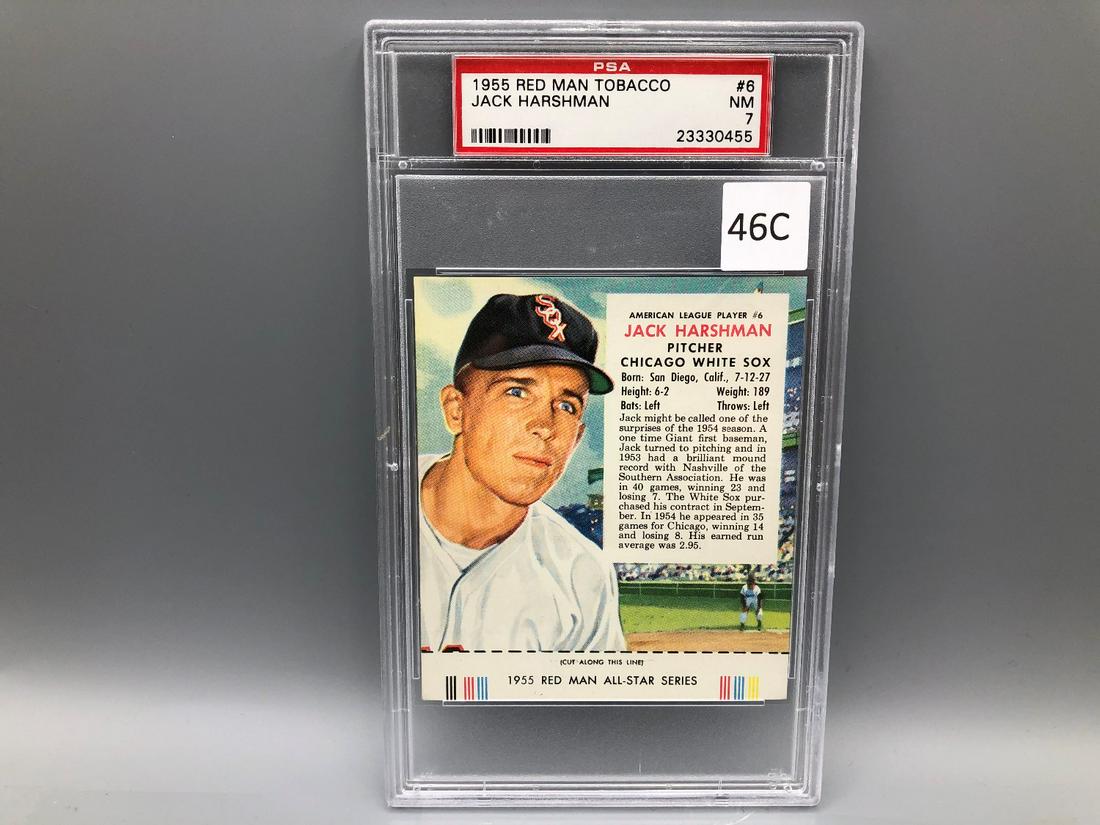 PSA
1955 RED MAN TOBACCO #6
JACK HARSHMAN NM
7
23330455
46C
SOX
AMERICAN LEAGUE PLAYER #6
JACK HARSHMAN
PITCHER
CHICAGO WHITE SOX
Born: San Diego, Calif., 7-12-27
Height: 6-2 Weight: 189
Bats: Left Throws: Left
Jack might be called one of the
surprises of the 1954 season. A
one time Giant first baseman,
Jack turned to pitching and in
1953 had a brilliant mound
record with Nashville of the
Southern Association. He was
in 40 games, winning 23 and
losing 7. The White Sox pur-
chased his contract in Septem-
ber. In 1954 he appeared in 35
games for Chicago, winning 14
and losing 8. His earned run
average was 2.95.
(CUT ALONG THIS LINE)
1955 RED MAN ALL-STAR SERIES